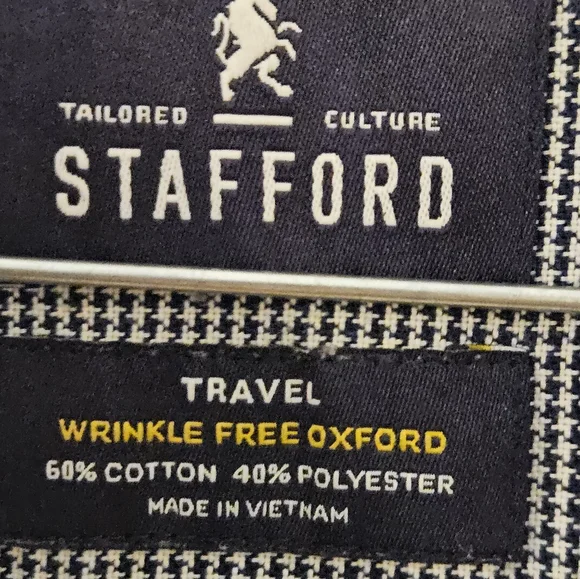 TAILORED CULTURE
STAFFORD
TRAVEL
WRINKLE FREE OXFORD
60% COTTON 40% POLYESTER
MADE IN VIETNAM